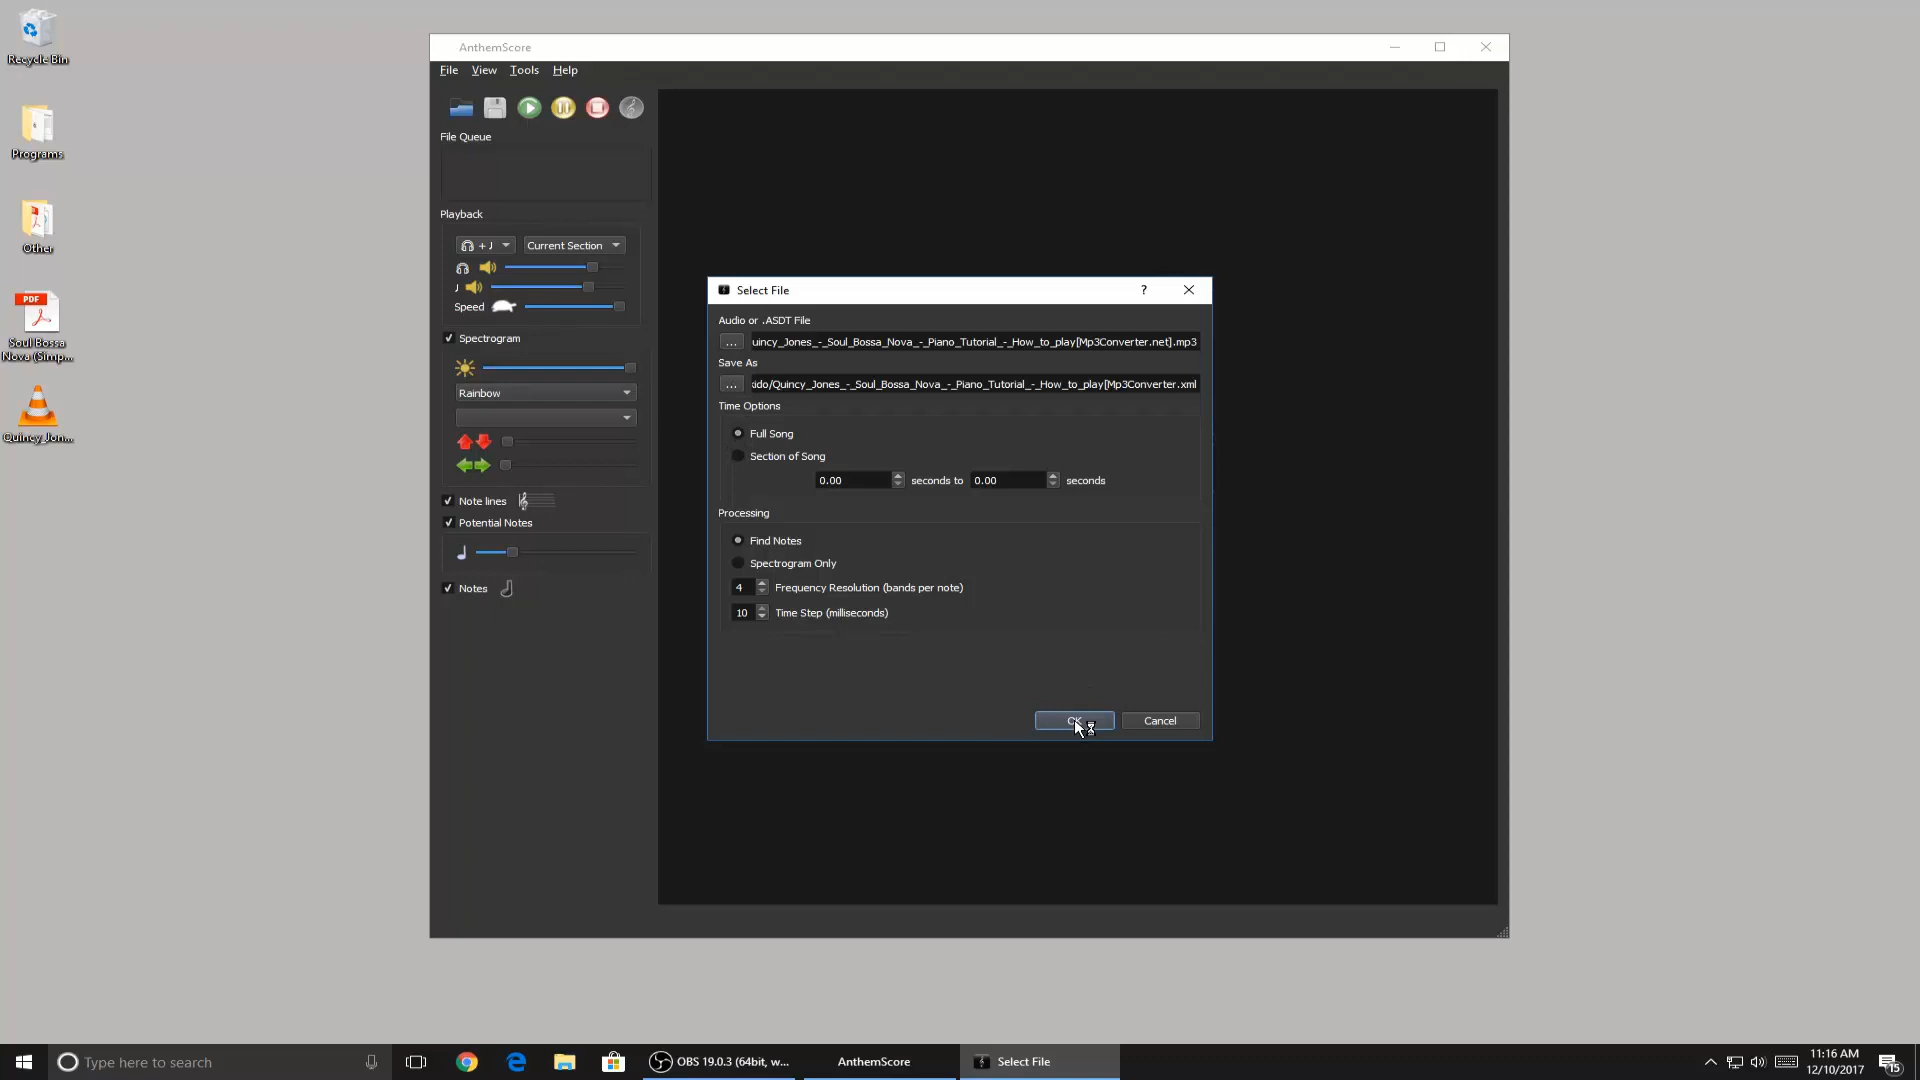 Recycle Bin
Programs
Other
PDF
Soul Bossa
Nova (Simp...
Quincy_Jon...
AnthemScore
File View Tools Help
File Queue
Playback
+ ♩ Current Section
Speed
Spectrogram
Rainbow
Note lines
Potential Notes
Notes
Select File
?
Audio or .ASDT File
... uincy_Jones_-_Soul_Bossa_Nova_-_Piano_Tutorial_-_How_to_play[Mp3Converter.net].mp3
Save As
... ido/Quincy_Jones_-_Soul_Bossa_Nova_-_Piano_Tutorial_-_How_to_play[Mp3Converter.xml
Time Options
Full Song
Section of Song
0.00 seconds to 0.00 seconds
Processing
Find Notes
Spectrogram Only
4 Frequency Resolution (bands per note)
10 Time Step (milliseconds)
OK Cancel
Type here to search
OBS 19.0.3 (64bit, w...
AnthemScore
Select File
11:16 AM
12/10/2017
15